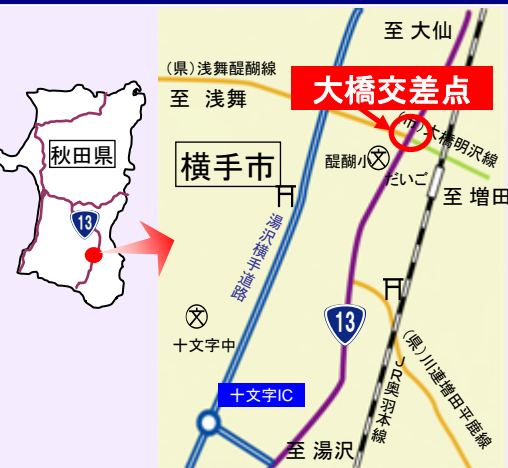 至 大仙
(県)浅舞醍醐線
至 浅舞
大橋交差点
(市)大橋明沢線
秋田県
横手市
醍醐小
文
だいご
至 増田
13
湯沢横手道路
文
十文字中
13
(県)川連増田平鹿線
JR奥羽本線
十文字IC
至 湯沢